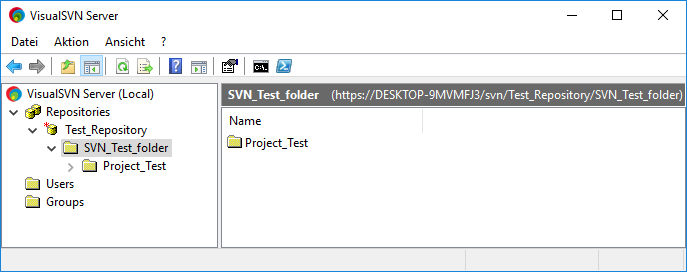 VisualSVN Server
Datei Aktion Ansicht ?
VisualSVN Server (Local)
Repositories
Test_Repository
SVN_Test_folder
Project_Test
Users
Groups
SVN_Test_folder (https://DESKTOP-9MVMFJ3/svn/Test_Repository/SVN_Test_folder)
Name
Project_Test